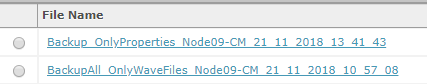 File Name
Backup_OnlyProperties_Node09-CM_21_11_2018_13_41_43
BackupAll_OnlyWaveFiles_Node09-CM_21_11_2018_10_57_08